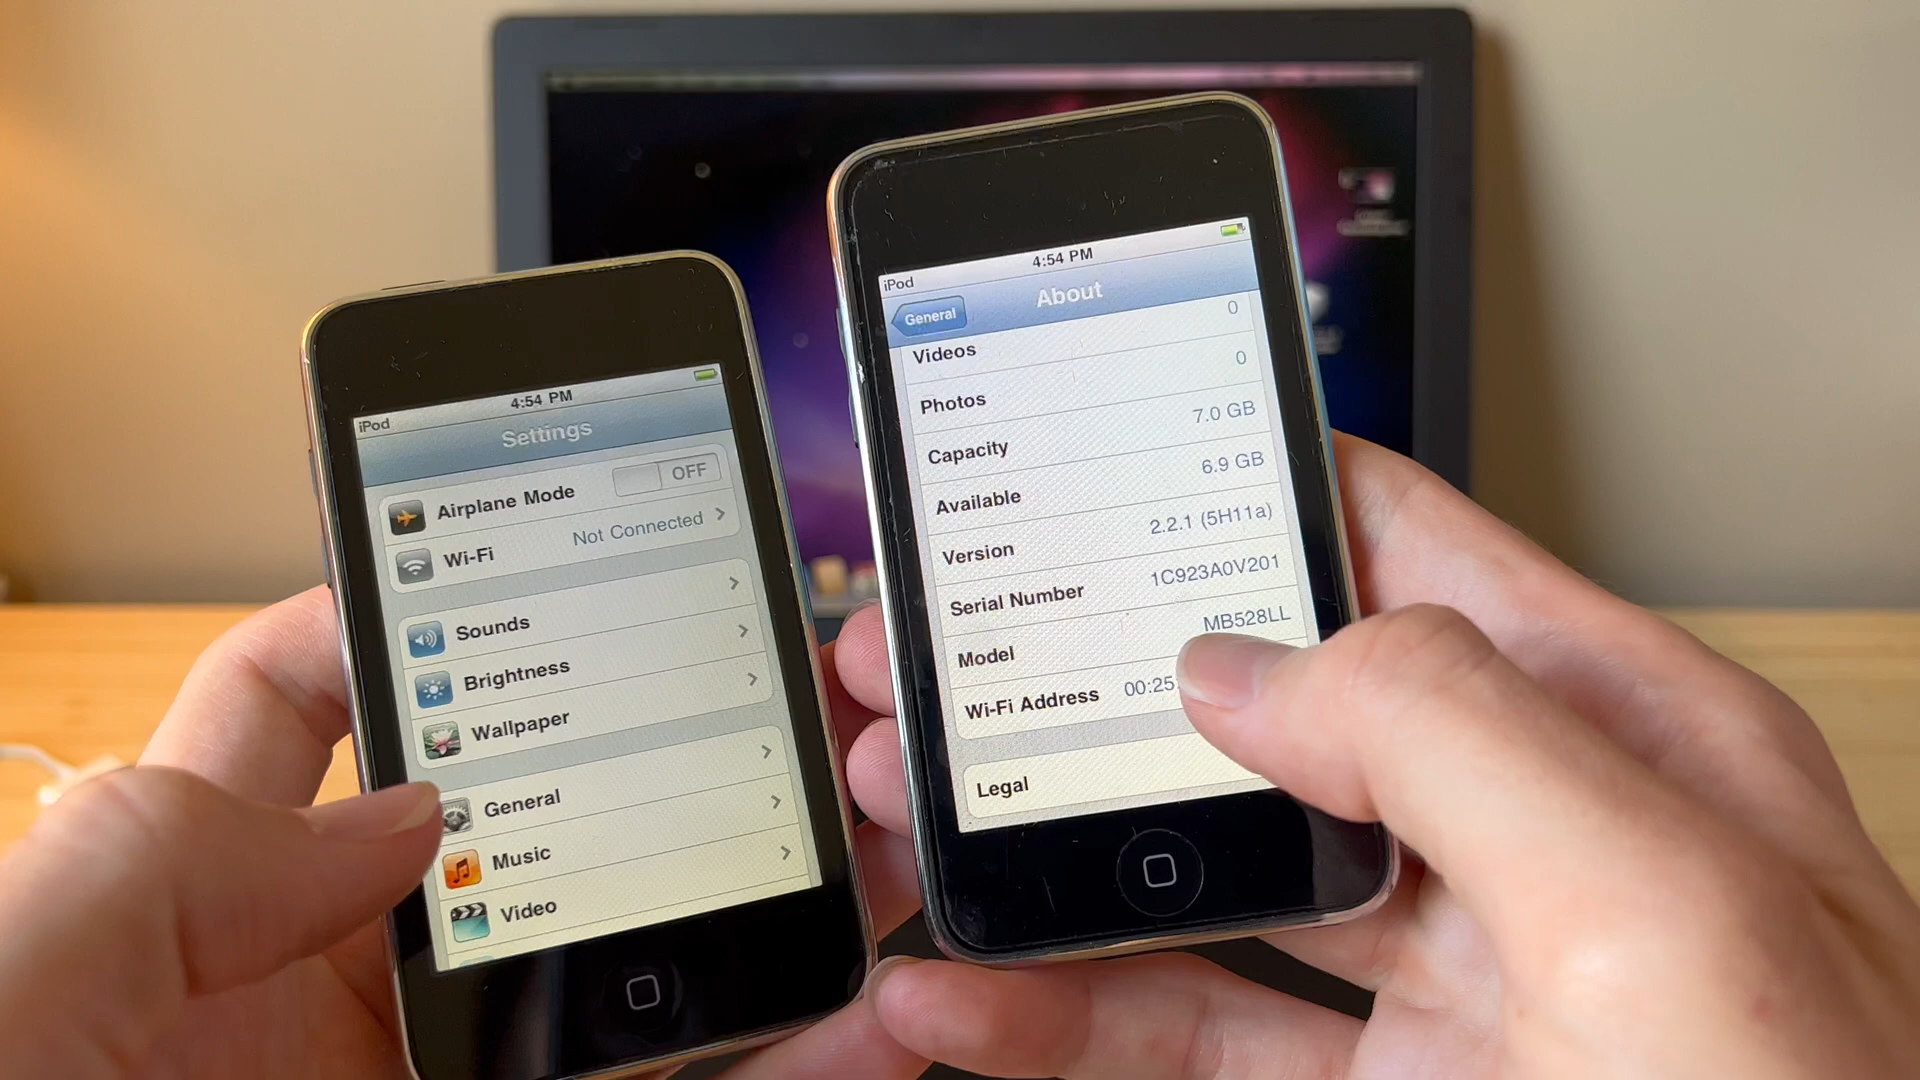 iPod 4:54 PM
Settings
Airplane Mode OFF
Wi-Fi Not Connected
Sounds
Brightness
Wallpaper
General
Music
Video
iPod 4:54 PM
General About
Videos 0
Photos 0
Capacity 7.0 GB
Available 6.9 GB
Version 2.2.1 (5H11a)
Serial Number 1C923A0V201
Model MB528LL
Wi-Fi Address 00:25
Legal